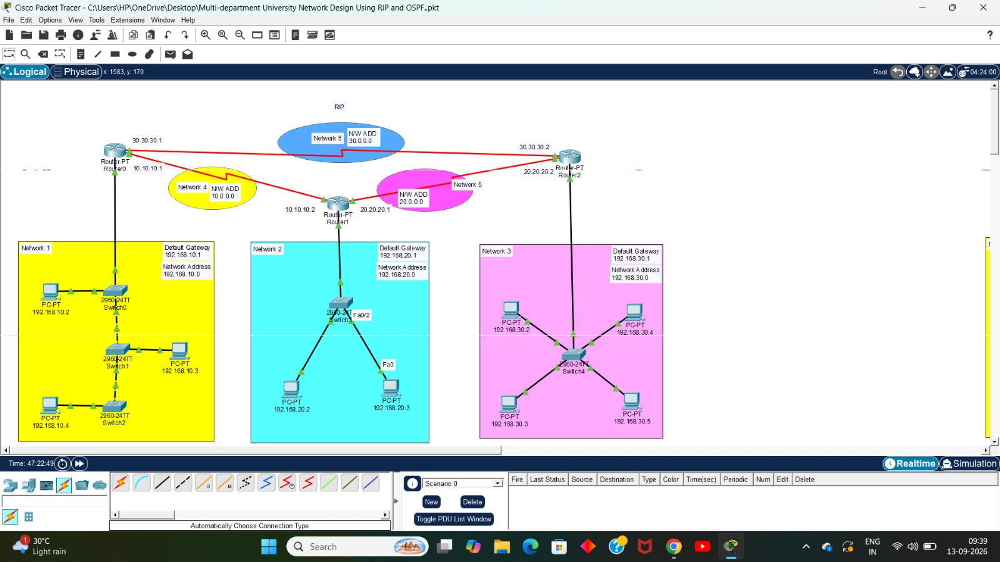 Cisco Packet Tracer - C:\Users\HP\OneDrive\Desktop\Multi-department University Network Design Using RIP and OSPF..pkt
File Edit Options View Tools Extensions Window Help
?
Logical Physical x: 1583, y: 170
Root 04:24:00
RIP
Network 6
N/W ADD
30.0.0.0
30.30.30.1
30.30.30.2
Router-PT
Router0
10.10.10.1
Router-PT
Router2
20.20.20.2
Network 4
N/W ADD
10.0.0.0
Network 5
N/W ADD
20.0.0.0
10.10.10.2
20.20.20.1
Router-PT
Router1
Network 1
Default Gateway
192.168.10.1
Network Address
192.168.10.0
PC-PT
192.168.10.2
2960-24TT
Switch0
2960-24TT
Switch1
PC-PT
192.168.10.3
PC-PT
192.168.10.4
2960-24TT
Switch2
Network 2
Default Gateway
192.168.20.1
Network Address
192.168.20.0
2960-24TT
Switch3
Fa0/2
Fa0
PC-PT
192.168.20.2
PC-PT
192.168.20.3
Network 3
Default Gateway
192.168.30.1
Network Address
192.168.30.0
PC-PT
192.168.30.2
PC-PT
192.168.30.4
2960-24TT
Switch4
PC-PT
192.168.30.3
PC-PT
192.168.30.5
Time: 47:22:49
Realtime Simulation
S M
Automatically Choose Connection Type
Scenario 0
New Delete
Toggle PDU List Window
Fire Last Status Source Destination Type Color Time(sec) Periodic Num Edit Delete
1
30°C
Light rain
Search
ENG
IN
09:39
13-09-2026